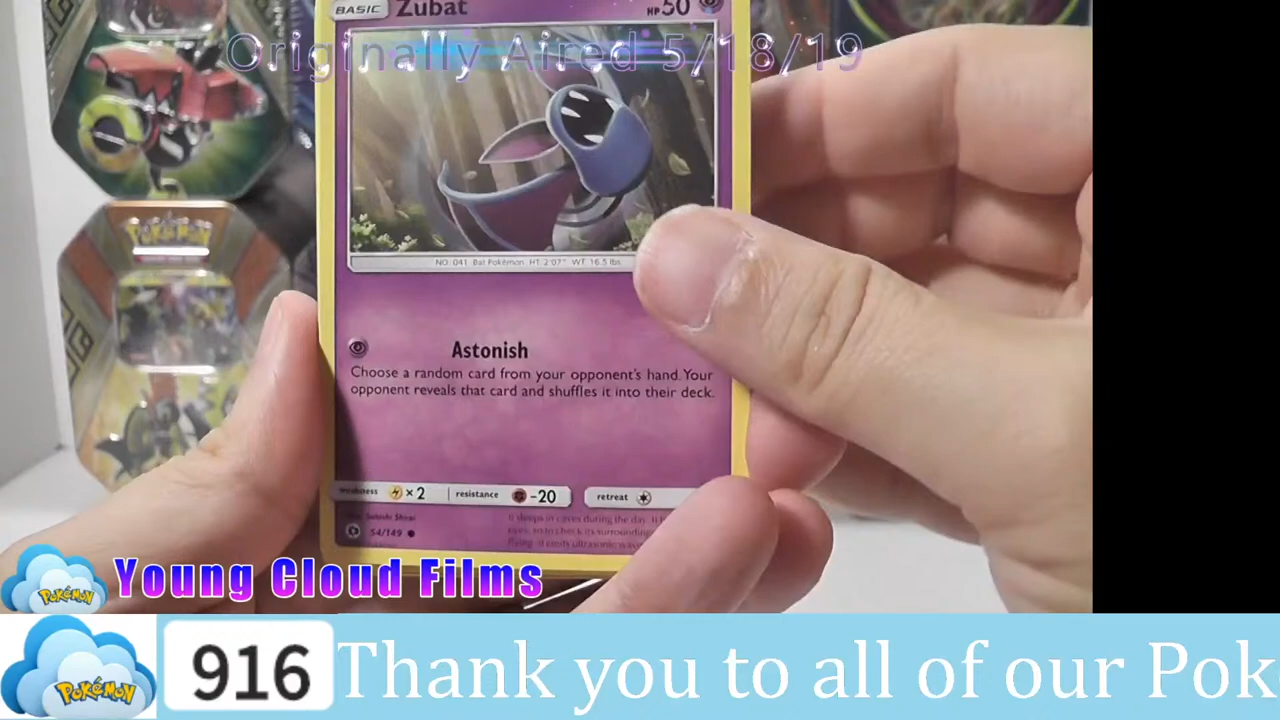 BASIC Zubat HP50
Originally Aired 5/18/19
POKéMON
NO. 041 Bat Pokémon. HT: 2'07" WT: 16.5 lbs.
Astonish
Choose a random card from your opponent's hand. Your
opponent reveals that card and shuffles it into their deck.
weakness ×2 resistance -20 retreat
54/149
Young Cloud Films
POKéMON
916
Thank you to all of our Pok
POKéMON